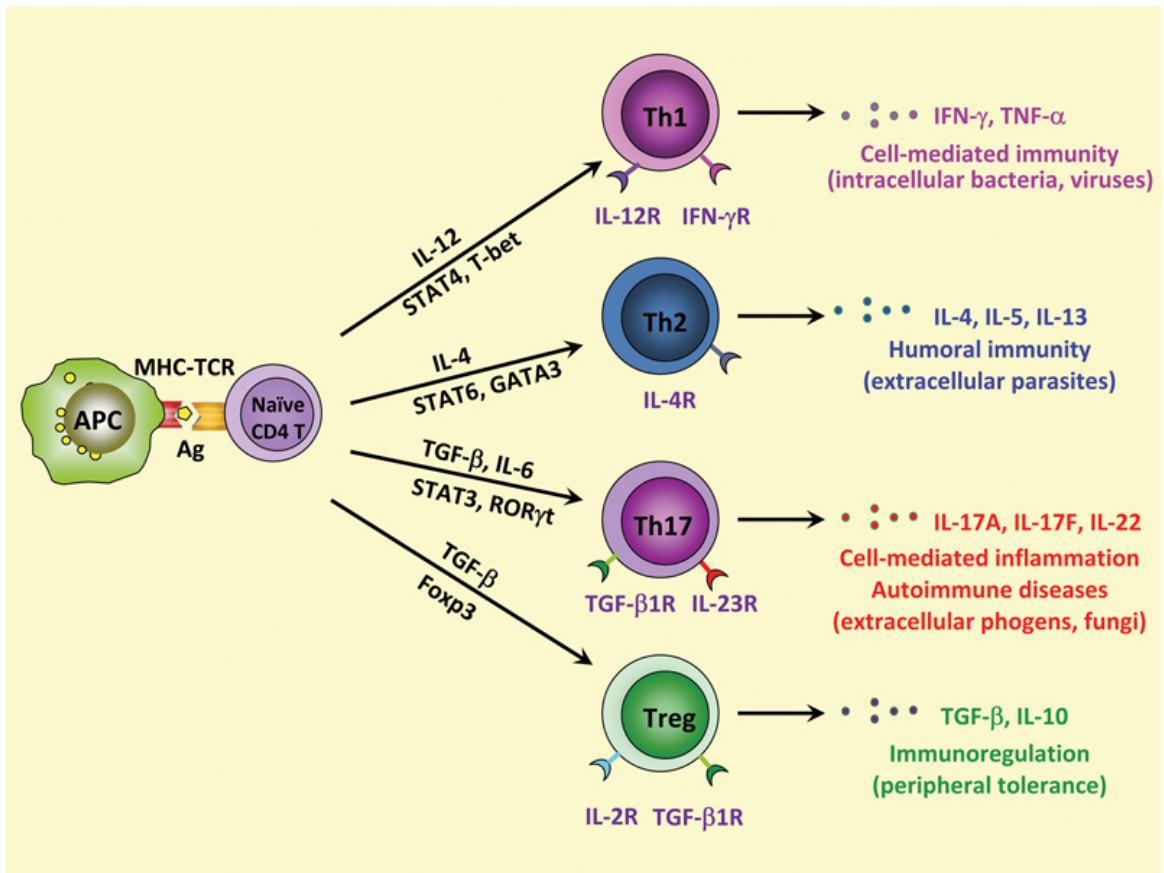 Th1
IFN-γ, TNF-α
Cell-mediated immunity
(intracellular bacteria, viruses)
IL-12R IFN-γR
IL-12
STAT4, T-bet
Th2
IL-4, IL-5, IL-13
Humoral immunity
(extracellular parasites)
IL-4R
IL-4
STAT6, GATA3
MHC-TCR
APC
Ag
Naïve
CD4 T
TGF-β, IL-6
STAT3, RORγt
Th17
IL-17A, IL-17F, IL-22
Cell-mediated inflammation
Autoimmune diseases
(extracellular phogens, fungi)
TGF-β1R IL-23R
TGF-β
Foxp3
Treg
TGF-β, IL-10
Immunoregulation
(peripheral tolerance)
IL-2R TGF-β1R